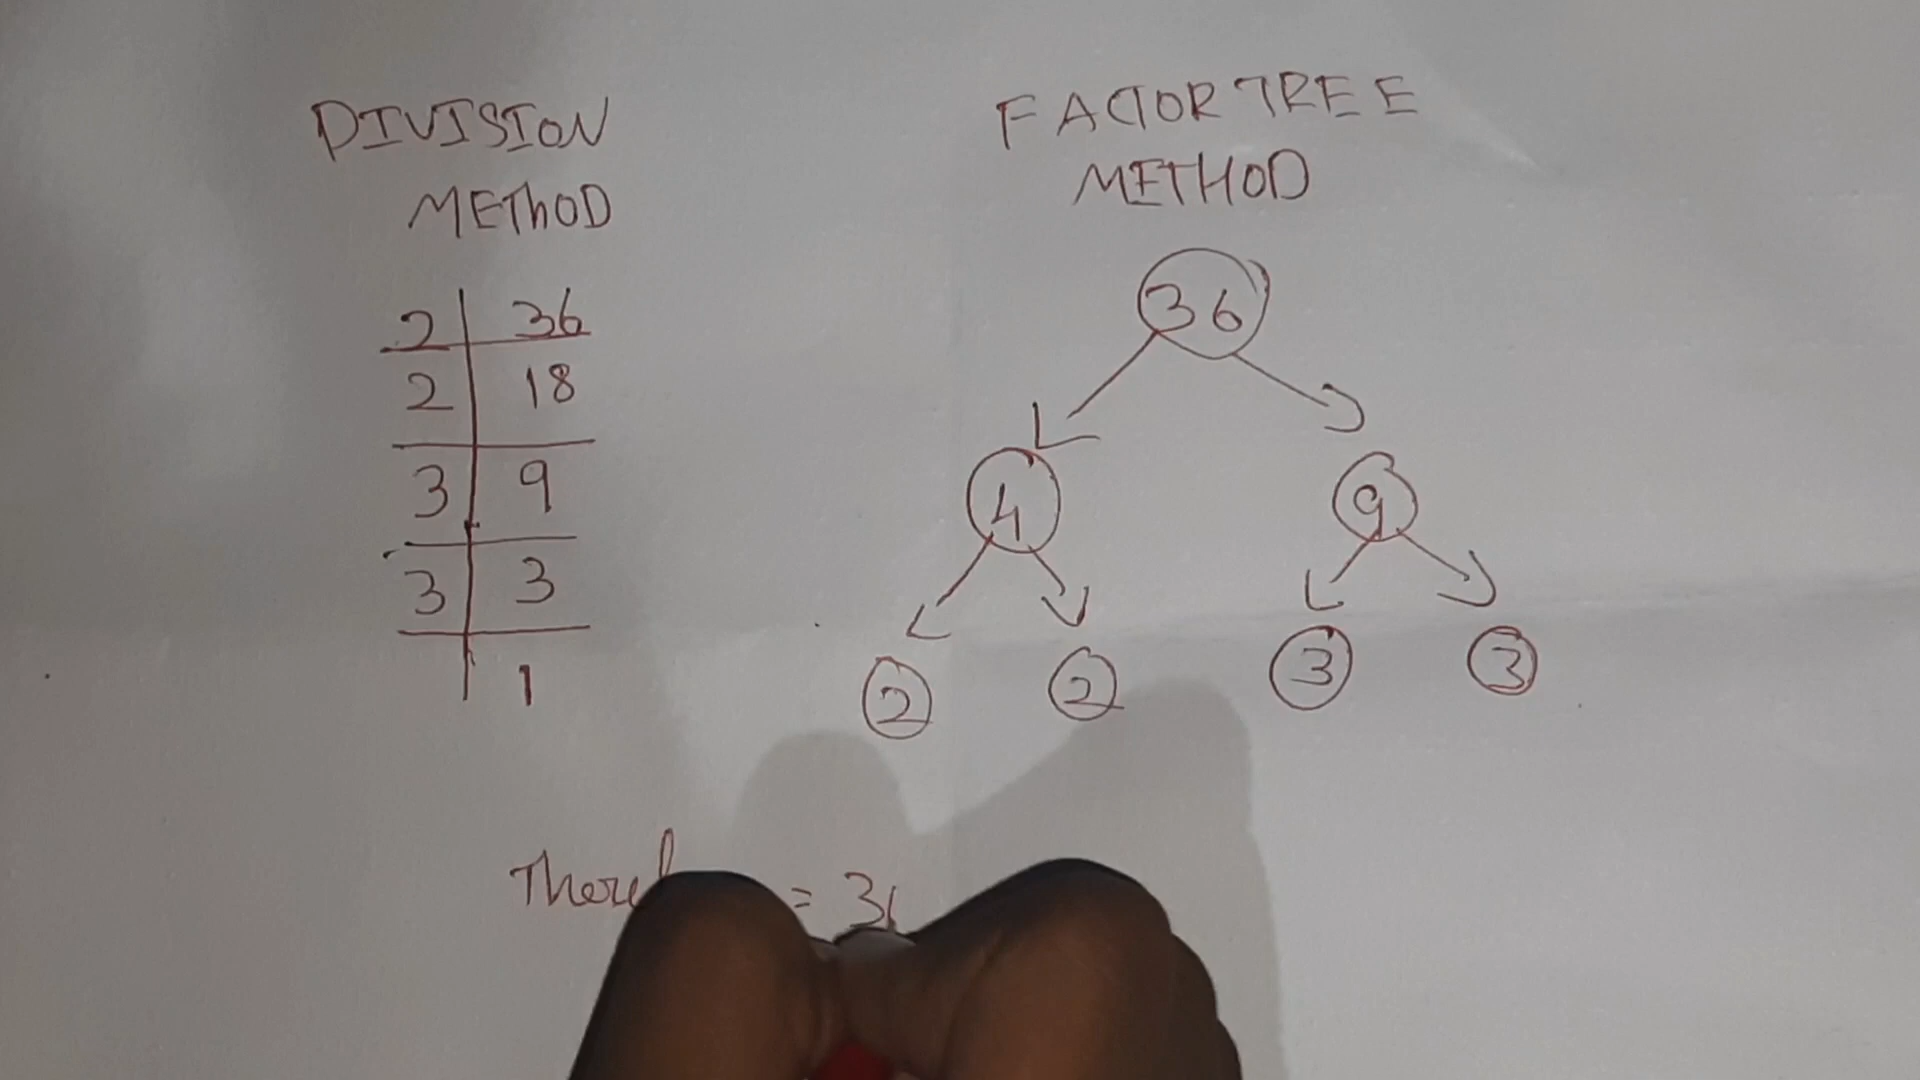 DIVISION
METHOD
2 36
2 18
3 9
3 3
1
FACTOR TREE
METHOD
36
4 9
2 2 3 3
= 3